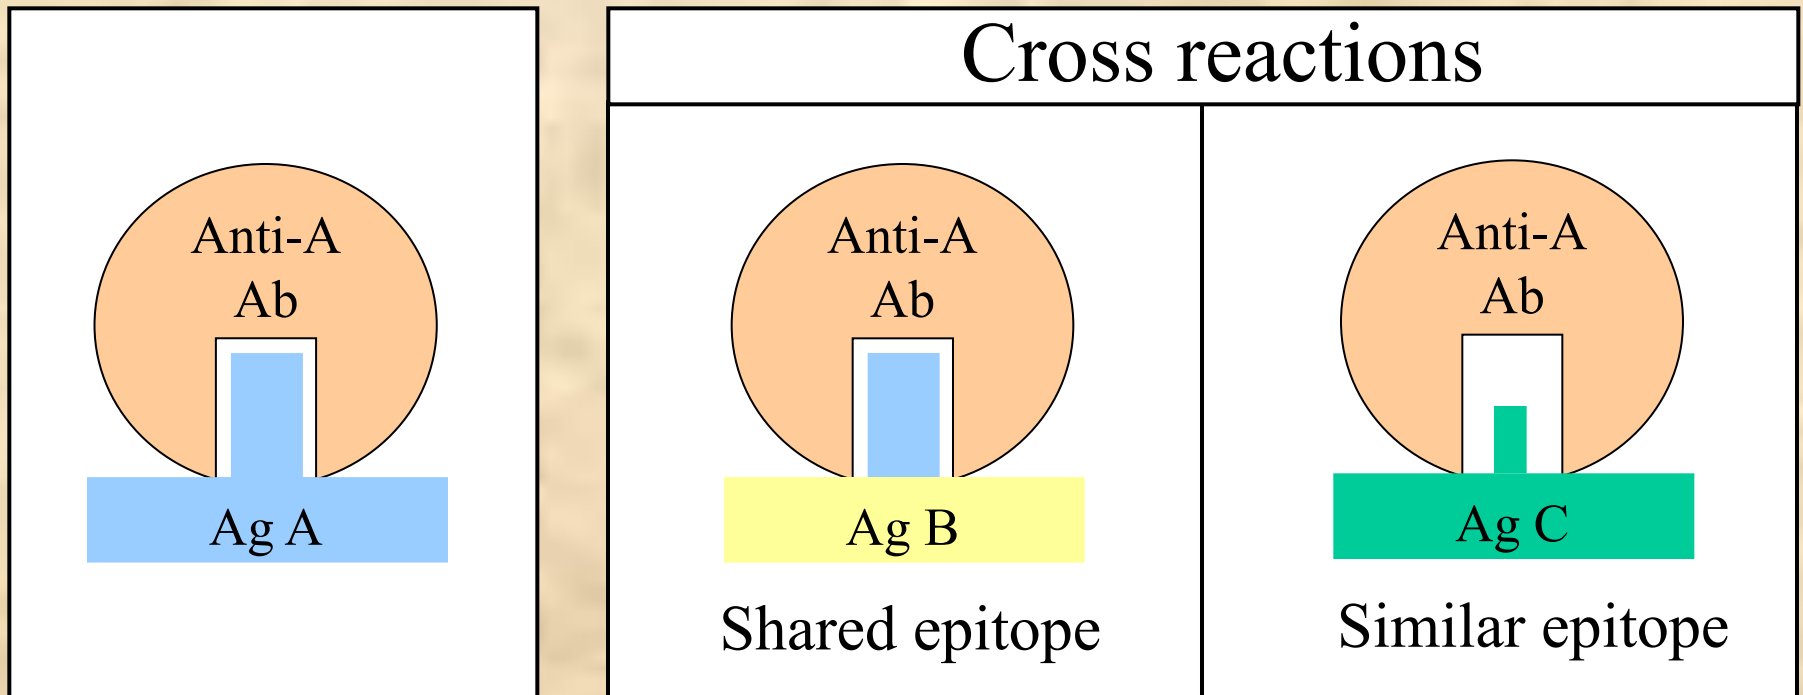 Anti-A
Ab
Ag A
Cross reactions
Anti-A
Ab
Ag B
Shared epitope
Anti-A
Ab
Ag C
Similar epitope